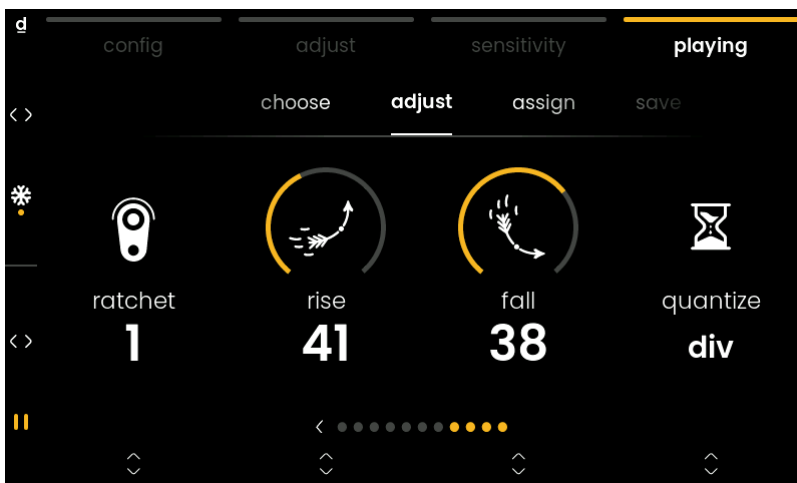 d
config adjust sensitivity playing
choose adjust assign save
ratchet rise fall quantize
1 41 38 div